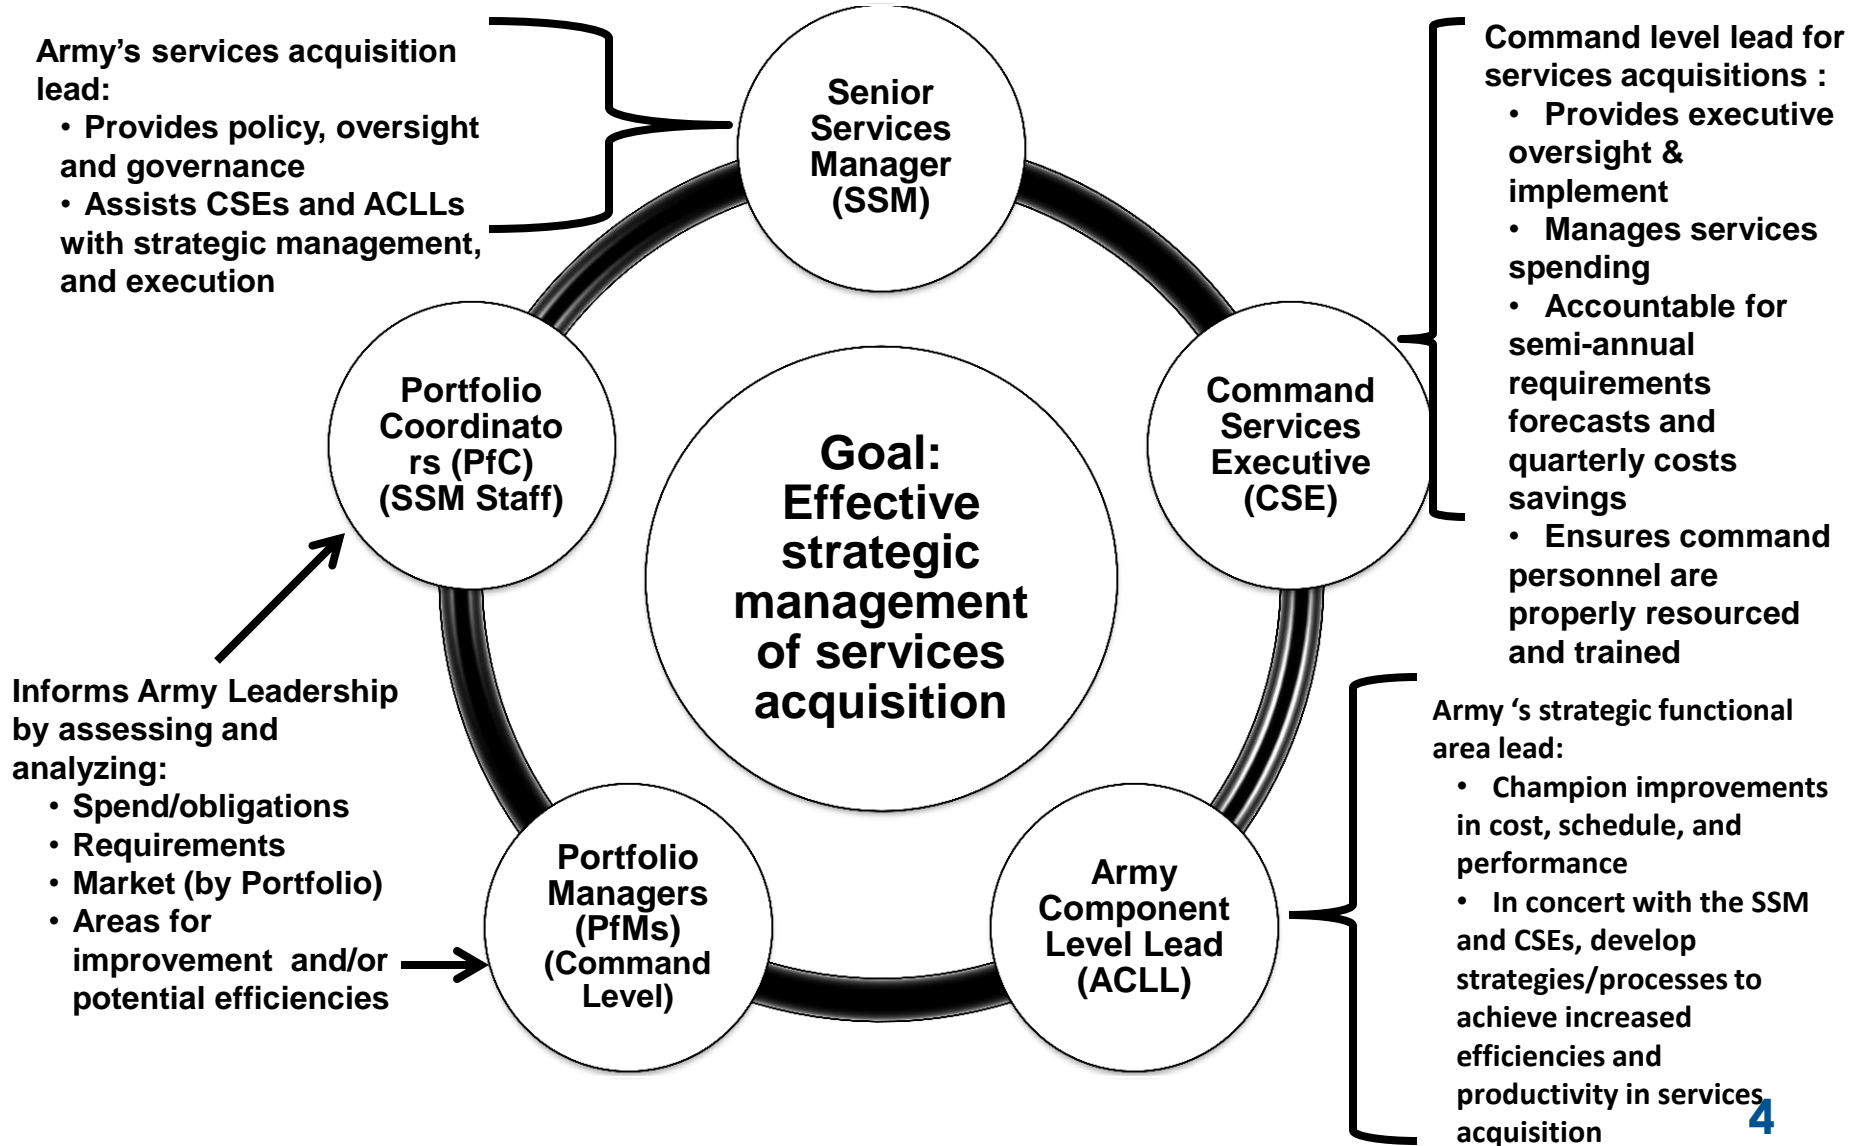 Army's services acquisition
lead:
• Provides policy, oversight
and governance
• Assists CSEs and ACLLs
with strategic management,
and execution
Senior
Services
Manager
(SSM)
Command level lead for
services acquisitions :
• Provides executive
oversight &
implement
• Manages services
spending
• Accountable for
semi-annual
requirements
forecasts and
quarterly costs
savings
• Ensures command
personnel are
properly resourced
and trained
Portfolio
Coordinato
rs (PfC)
(SSM Staff)
Command
Services
Executive
(CSE)
Goal:
Effective
strategic
management
of services
acquisition
Informs Army Leadership
by assessing and
analyzing:
• Spend/obligations
• Requirements
• Market (by Portfolio)
• Areas for
improvement and/or
potential efficiencies
Portfolio
Managers
(PfMs)
(Command
Level)
Army
Component
Level Lead
(ACLL)
Army ‘s strategic functional
area lead:
• Champion improvements
in cost, schedule, and
performance
• In concert with the SSM
and CSEs, develop
strategies/processes to
achieve increased
efficiencies and
productivity in services
acquisition
4